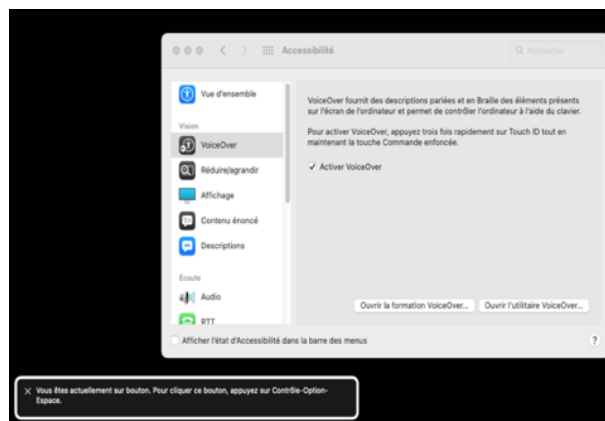 Accessibilité
Rechercher
Vue d'ensemble
Vision
VoiceOver
Réduire/agrandir
Affichage
Contenu énoncé
Descriptions
Écoute
Audio
RTT
VoiceOver fournit des descriptions parlées et en Braille des éléments présents
sur l'écran de l'ordinateur et permet de contrôler l'ordinateur à l'aide du clavier.
Pour activer VoiceOver, appuyez trois fois rapidement sur Touch ID tout en
maintenant la touche Commande enfoncée.
Activer VoiceOver
Ouvrir la formation VoiceOver...
Ouvrir l'utilitaire VoiceOver...
Afficher l'état d'Accessibilité dans la barre des menus
?
Vous êtes actuellement sur bouton. Pour cliquer ce bouton, appuyez sur Contrôle-Option-
Espace.